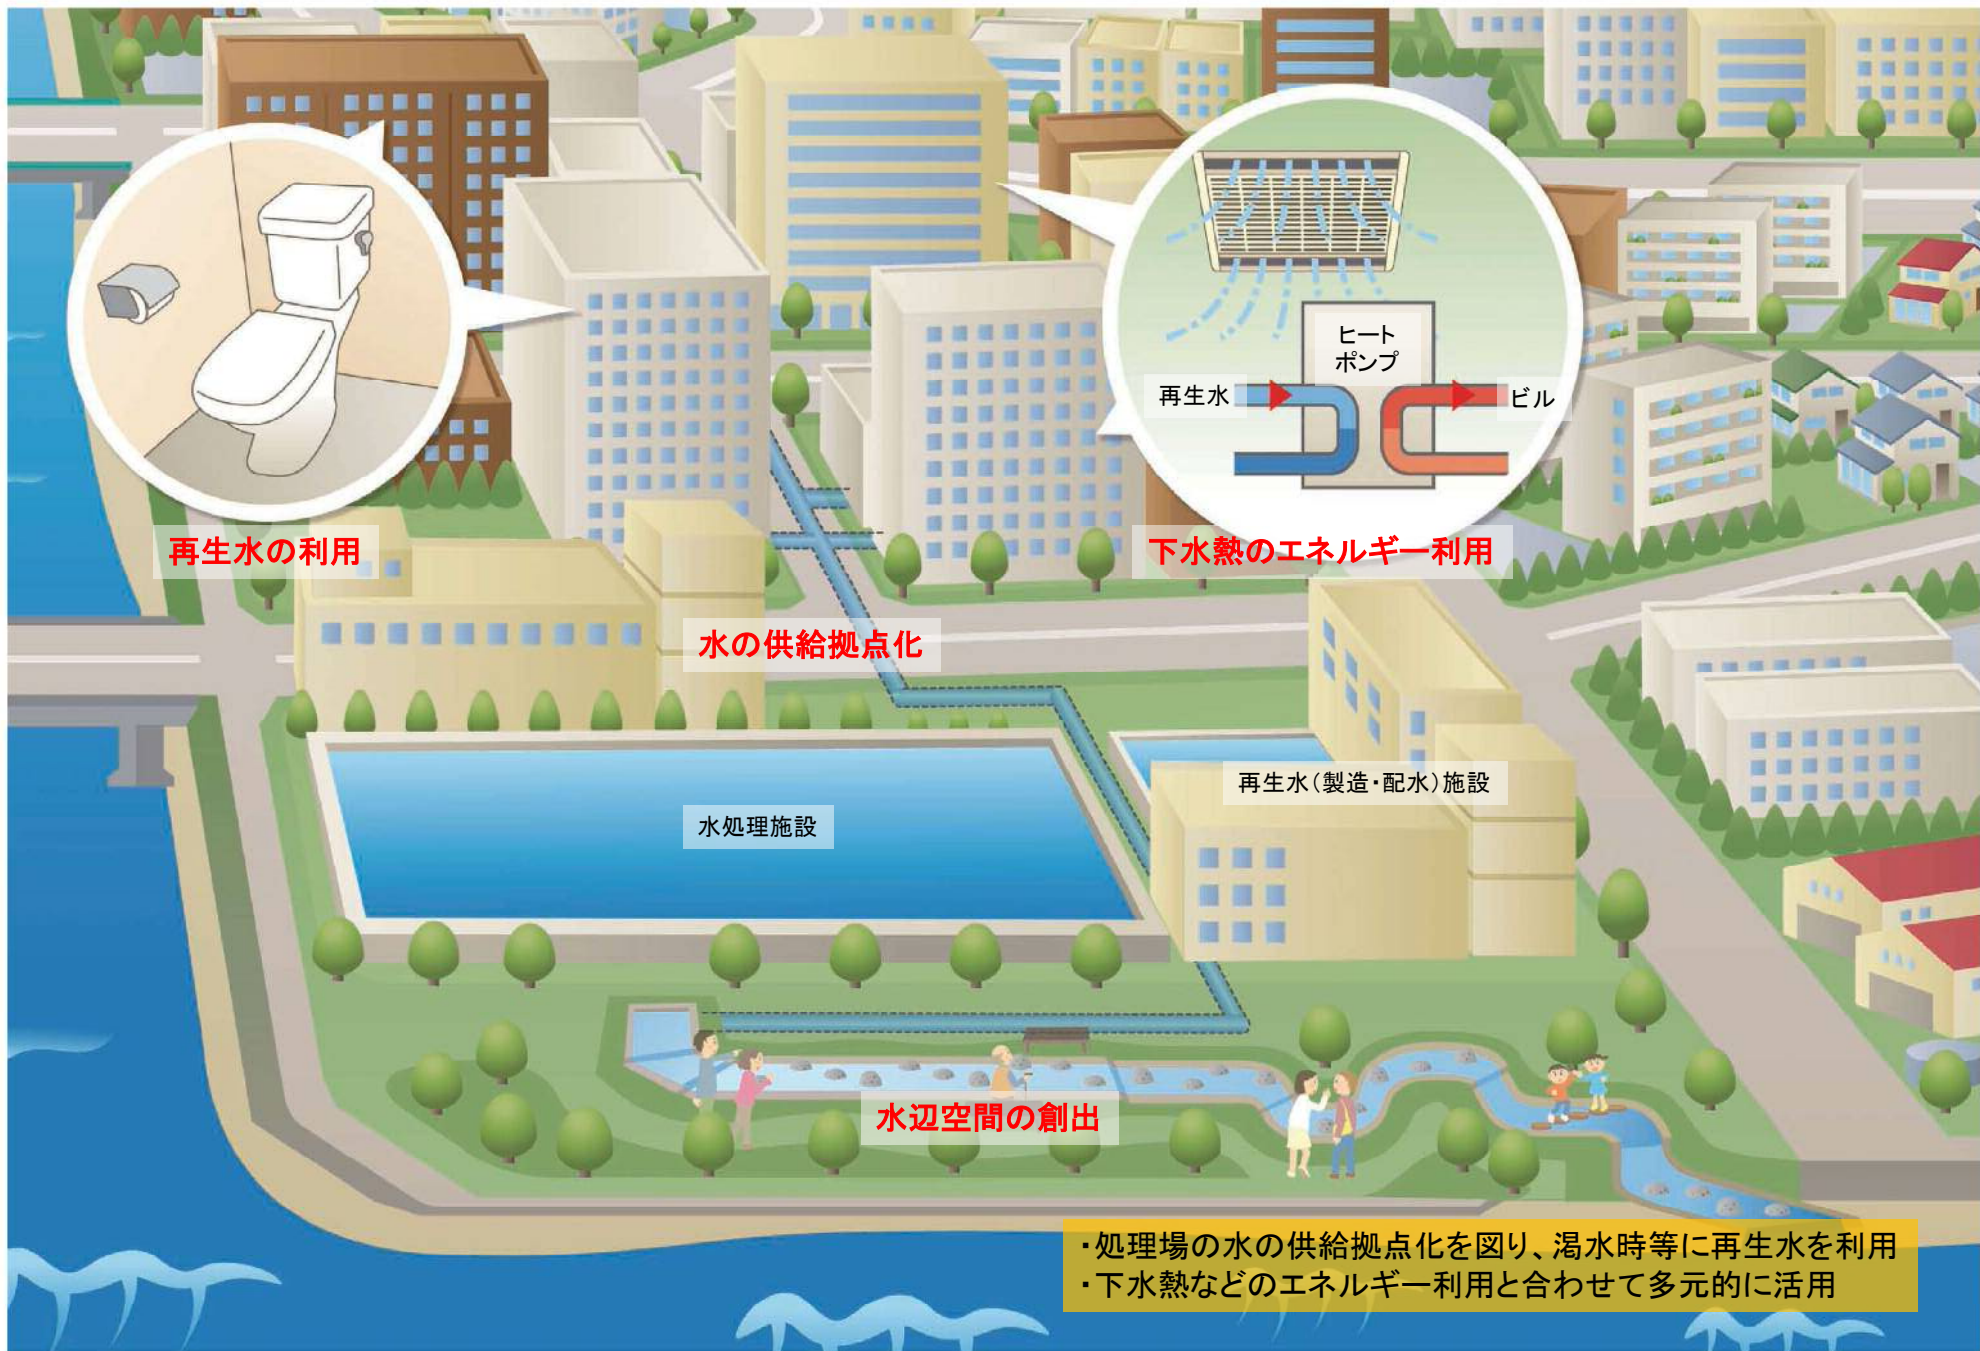 ヒート
ポンプ
再生水
ビル
再生水の利用
下水熱のエネルギー利用
水の供給拠点化
再生水(製造・配水)施設
水処理施設
水辺空間の創出
・処理場の水の供給拠点化を図り、渇水時等に再生水を利用
・下水熱などのエネルギー利用と合わせて多元的に活用